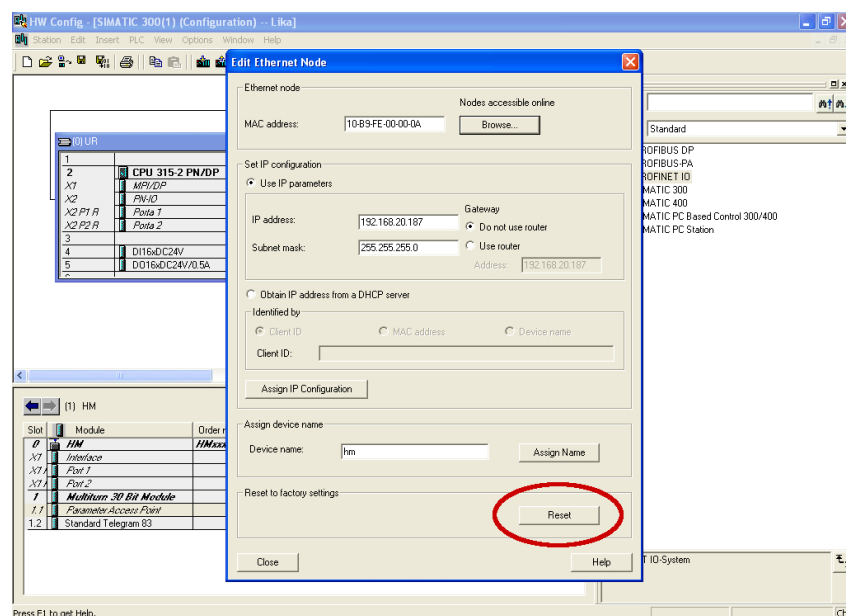 HW Config - [SIMATIC 300(1) (Configuration) -- Lika]
Station Edit Insert PLC View Options Window Help
(0) UR
1
2 CPU 315-2 PN/DP
X1 MPI/DP
X2 PN-IO
X2 P1 R Porta 1
X2 P2 R Porta 2
3
4 DI16xDC24V
5 DO16xDC24V/0.5A
(1) HM
Slot Module Order
0 HM HMxxx
X1 Interface
X1 Port 1
X1 Port 2
1 Multiturn 30 Bit Module
1.1 Parameter Access Point
1.2 Standard Telegram 83
Edit Ethernet Node
Ethernet node
Nodes accessible online
MAC address: 10-B9-FE-00-00-0A Browse...
Set IP configuration
Use IP parameters
Gateway
IP address: 192.168.20.187 Do not use router
Subnet mask: 255.255.255.0 Use router
Address: 192.168.20.187
Obtain IP address from a DHCP server
Identified by
Client ID MAC address Device name
Client ID:
Assign IP Configuration
Assign device name
Device name: hm Assign Name
Reset to factory settings
Reset
Close Help
Standard
ROFIBUS DP
ROFIBUS-PA
ROFINET IO
MATIC 300
MATIC 400
MATIC PC Based Control 300/400
MATIC PC Station
T IO-System
Press F1 to get Help.
Ch